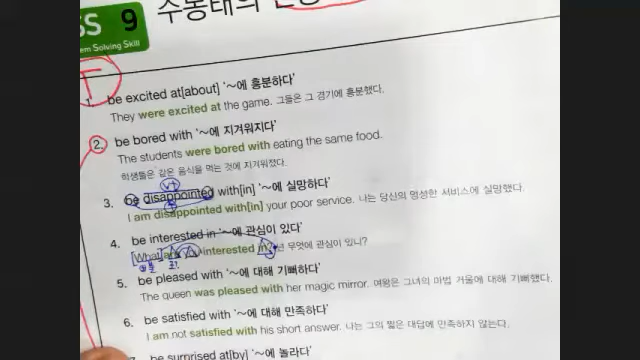 SS 9 수동태의
em Solving Skill
1. be excited at[about] '~에 흥분하다'
They were excited at the game. 그들은 그 경기에 흥분했다.
2. be bored with '~에 지겨워지다'
The students were bored with eating the same food.
학생들은 같은 음식을 먹는 것에 지겨워졌다.
3. be disappointed with[in] '~에 실망하다'
I am disappointed with[in] your poor service. 나는 당신의 형편없는 서비스에 실망했다.
4. be interested in '~에 관심이 있다'
What are you interested in? 넌 무엇에 관심이 있니?
5. be pleased with '~에 대해 기뻐하다'
The queen was pleased with her magic mirror. 여왕은 그녀의 마법 거울에 대해 기뻐했다.
6. be satisfied with '~에 대해 만족하다'
I am not satisfied with his short answer. 나는 그의 짧은 대답에 만족하지 않는다.
7. be surprised at[by] '~에 놀라다'